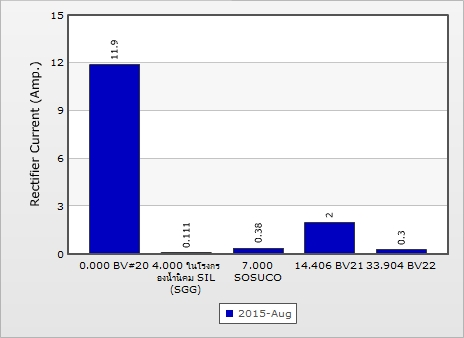 Rectifier Current (Amp.)
15
12
9
6
3
0
11.9
0.111
0.38
2
0.3
0.000 BV#20
4.000 ในโรงกร
องน้ำนิคม SIL
(SGG)
7.000
SOSUCO
14.406 BV21
33.904 BV22
2015-Aug